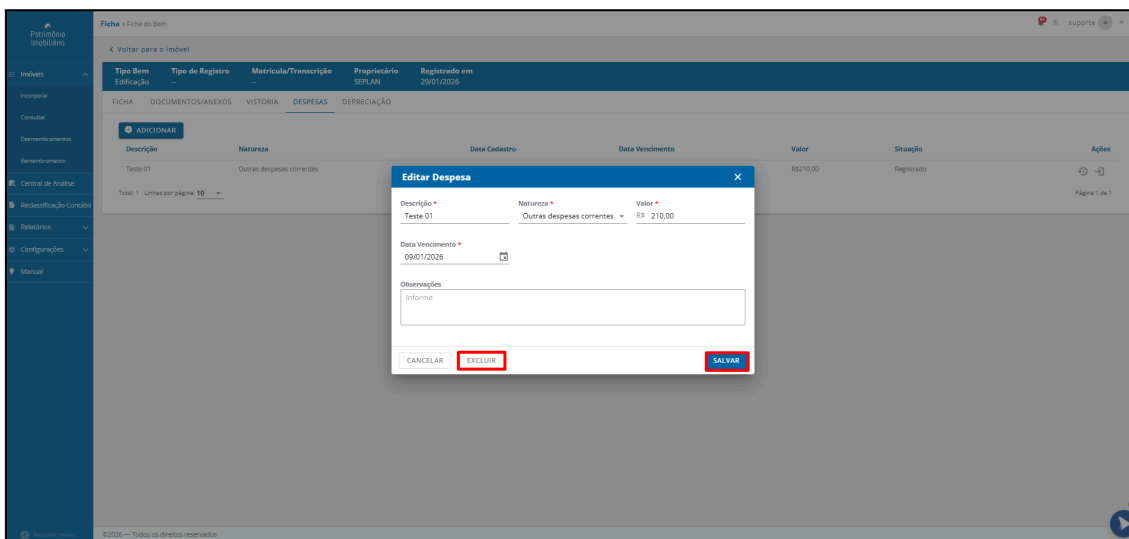 Patrimônio
Imobiliário
Ficha > Ficha do Bem
suporte
Voltar para o imóvel
Imóveis
Incorporar
Consultar
Desmembramentos
Remembramento
Central de Análise
Reclassificação Contábil
Relatórios
Configurações
Manual
Tipo Bem Tipo de Registro Matrícula/Transcrição Proprietário Registrado em
Edificação -- -- SEPLAN 29/01/2026
FICHA DOCUMENTOS/ANEXOS VISTORIA DESPESAS DEPRECIAÇÃO
ADICIONAR
Descrição Natureza Data Cadastro Data Vencimento Valor Situação Ações
Teste 01 Outras despesas correntes R$210,00 Registrado
Total: 1 Linhas por página: 10 Página 1 de 1
Editar Despesa
Descrição * Natureza * Valor *
Teste 01 Outras despesas correntes R$ 210,00
Data Vencimento *
09/01/2026
Observações
Informe
CANCELAR EXCLUIR SALVAR
Recolher menu
©2026 — Todos os direitos reservados